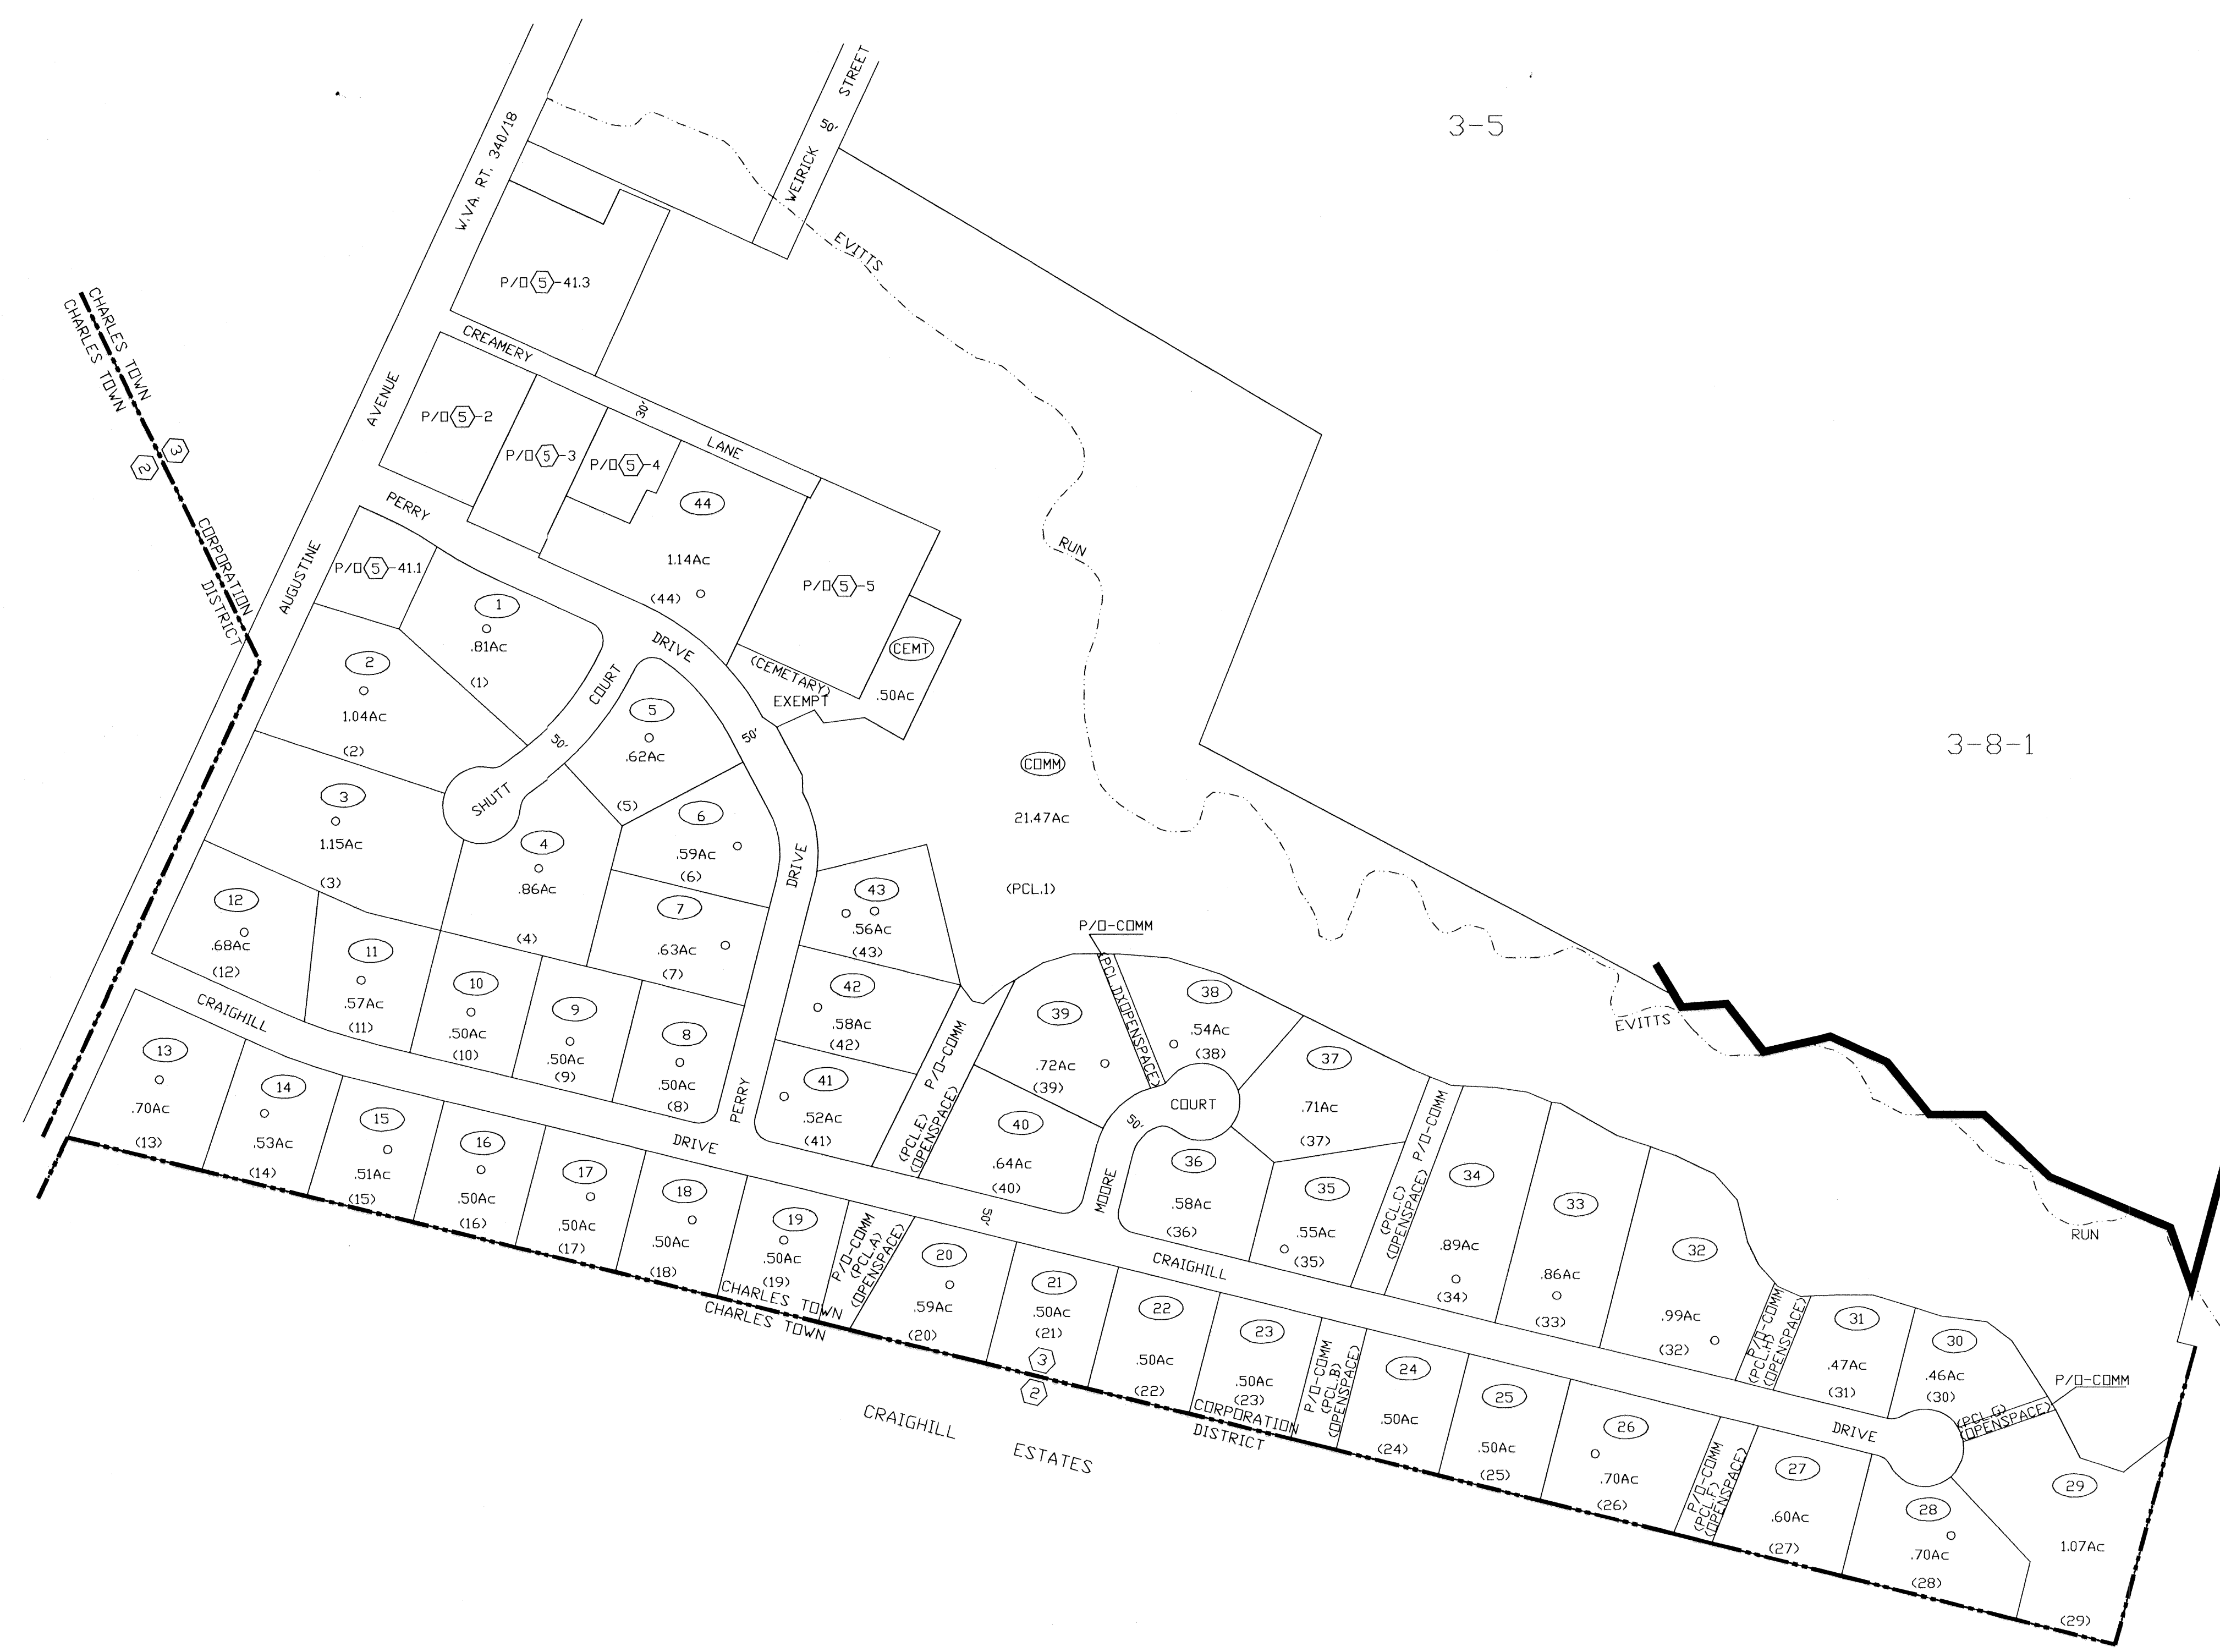 3-5
STREET
50'
WEIRICK
W.VA. RT. 340/18
EVITTS
P/O 5 -41.3
CHARLES TOWN
CHARLES TOWN
CREAMERY
30'
LANE
AVENUE
P/O 5 -2
P/O 5 -3
P/O 5 -4
3
2
44
1.14Ac
(44)
PERRY
CORPORATION
DISTRICT
AUGUSTINE
P/O 5 -41.1
RUN
P/O 5 -5
1
.81Ac
(1)
DRIVE
CEMT
.50Ac
(CEMETARY)
EXEMPT
2
1.04Ac
(2)
COURT
50'
SHUTT
5
.62Ac
(5)
50'
COMM
21.47Ac
(PCL.1)
3-8-1
3
1.15Ac
(3)
4
.86Ac
(4)
6
.59Ac
(6)
DRIVE
7
.63Ac
(7)
43
.56Ac
(43)
12
.68Ac
(12)
11
.57Ac
(11)
10
.50Ac
(10)
9
.50Ac
(9)
8
.50Ac
(8)
42
.58Ac
(42)
41
.52Ac
(41)
PERRY
P/O-COMM
(PCL.E)
(OPENSPACE)
P/O-COMM
(PCL.D)(OPENSPACE)
39
.72Ac
(39)
38
.54Ac
(38)
EVITTS
40
.64Ac
(40)
COURT
50'
MOORE
37
.71Ac
(37)
36
.58Ac
(36)
35
.55Ac
(35)
P/O-COMM
(PCL.C)
(OPENSPACE)
34
.89Ac
(34)
33
.86Ac
(33)
32
.99Ac
(32)
RUN
CRAIGHILL
13
.70Ac
(13)
14
.53Ac
(14)
15
.51Ac
(15)
16
.50Ac
(16)
17
.50Ac
(17)
DRIVE
18
.50Ac
(18)
19
.50Ac
(19)
P/O-COMM
(PCL.A)
(OPENSPACE)
50'
CRAIGHILL
20
.59Ac
(20)
21
.50Ac
(21)
22
.50Ac
(22)
23
.50Ac
(23)
P/O-COMM
(PCL.B)
(OPENSPACE)
24
.50Ac
(24)
25
.50Ac
(25)
26
.70Ac
(26)
P/O-COMM
(PCL.H)
(OPENSPACE)
31
.47Ac
(31)
30
.46Ac
(30)
P/O-COMM
(PCL.G)
(OPENSPACE)
DRIVE
P/O-COMM
(PCL.F)
(OPENSPACE)
27
.60Ac
(27)
28
.70Ac
(28)
29
1.07Ac
(29)
CHARLES TOWN
CHARLES TOWN
3
2
CORPORATION
DISTRICT
CRAIGHILL ESTATES